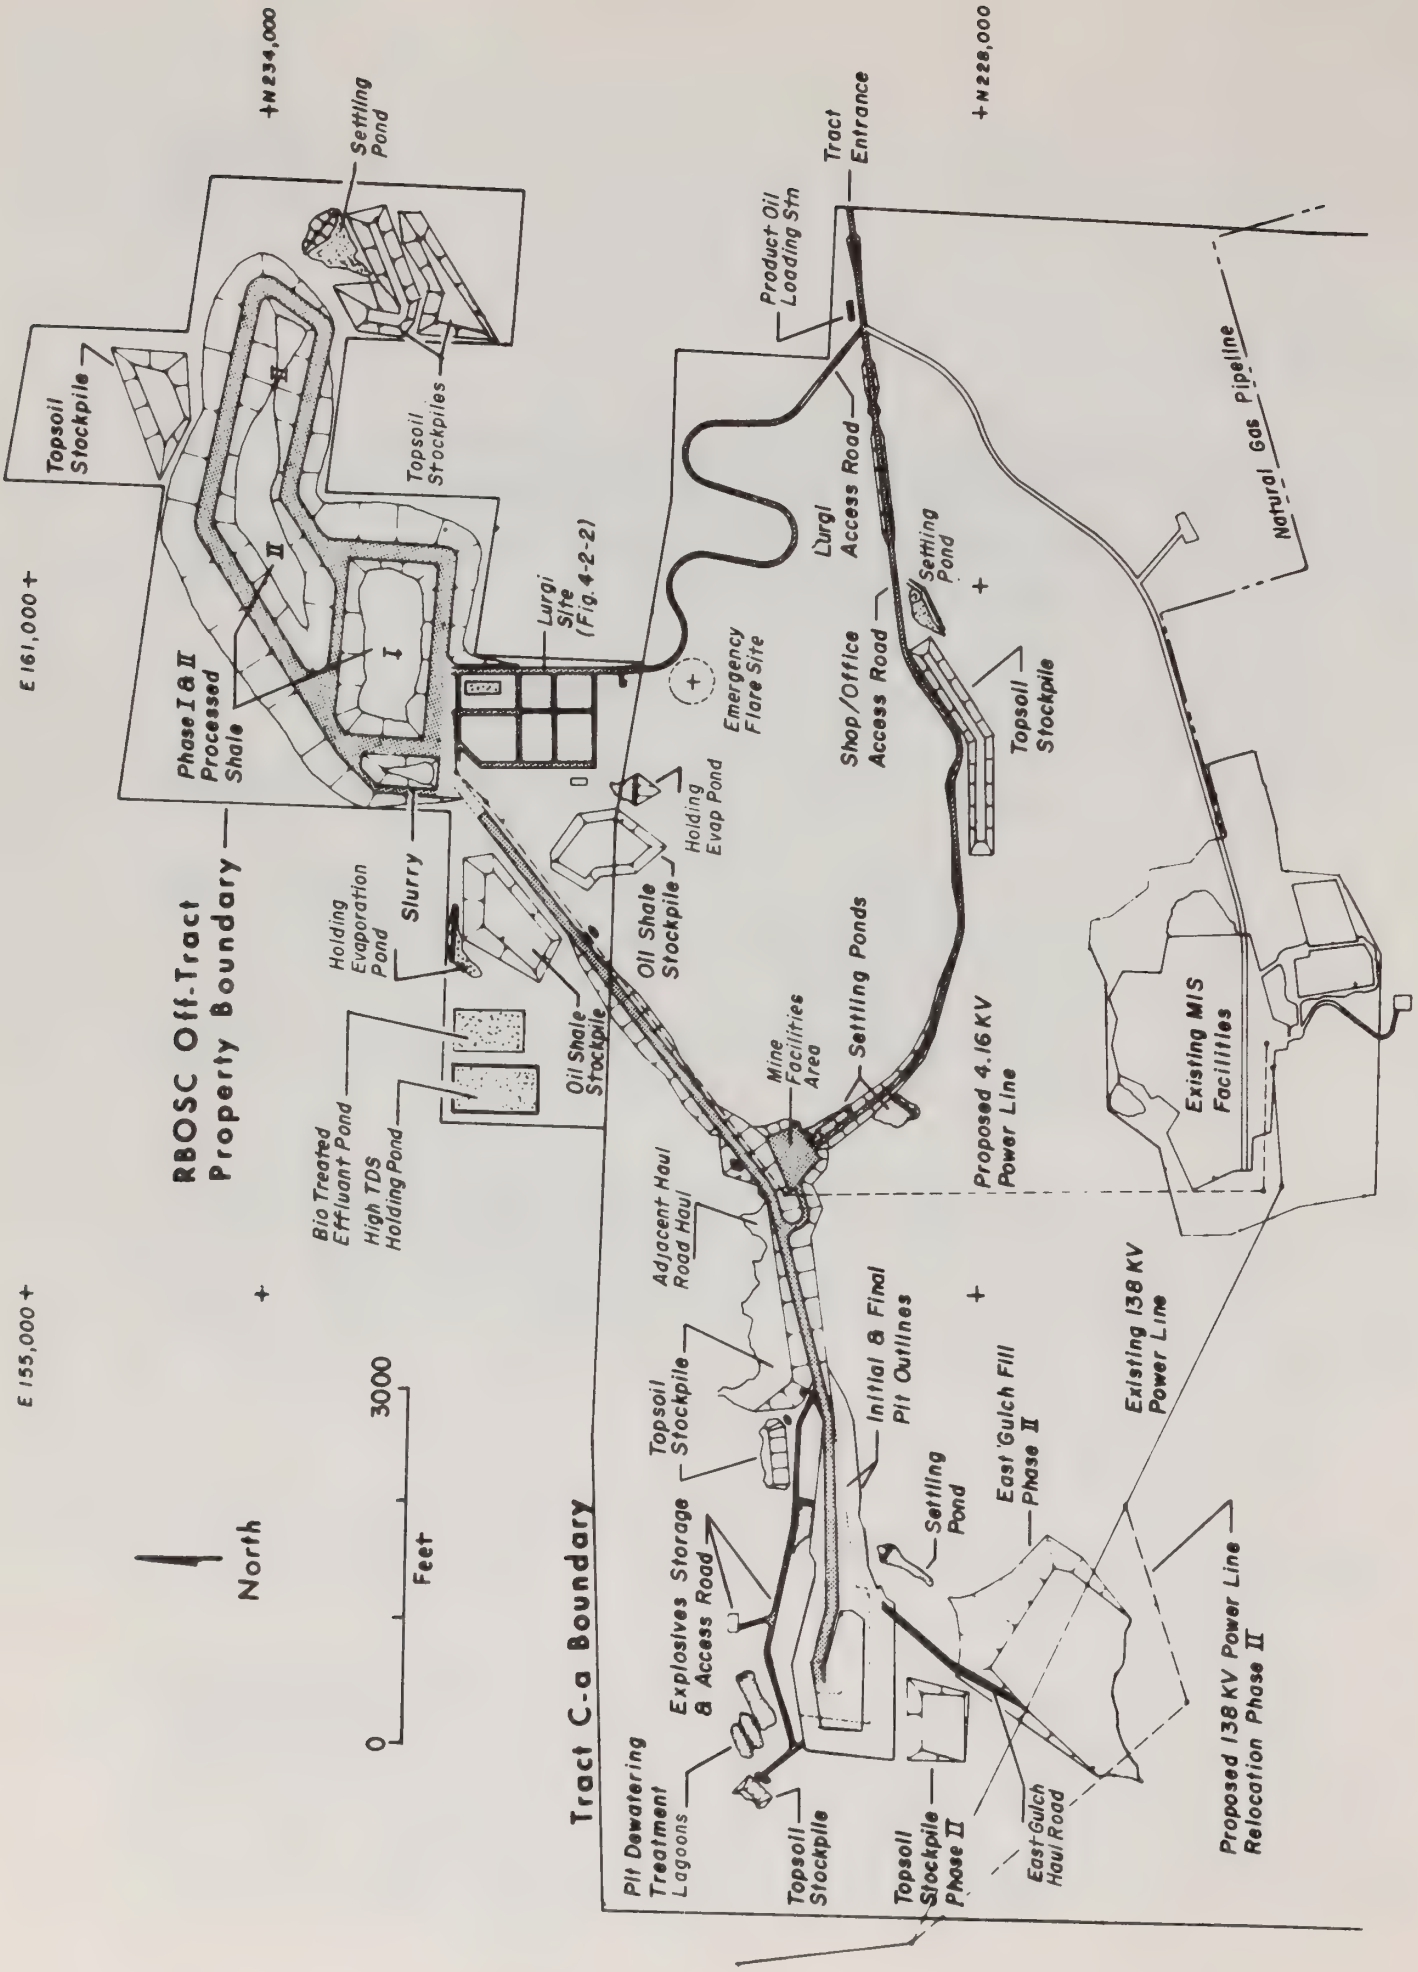 E 155,000 +
E 161,000 +
+N 234,000
+N 228,000
North
0
3000
Feet
RBOSC Off-Tract
Property Boundary
Tract C-a Boundary
Topsoil
Stockpile
Settling
Pond
Topsoil
Stockpiles
Phase I & II
Processed
Shale
II
II
I
Slurry
Holding
Evaporation
Pond
Bio Treated
Effluant Pond
High TDS
Holding Pond
Oil Shale
Stockpile
Oil Shale
Stockpile
Holding
Evap Pond
Lurgi
Site
(Fig. 4-2-2)
Emergency
Flare Site
Product Oil
Loading Stn
Tract
Entrance
Lurgi
Access Road
Shop/Office
Access Road
Settling
Pond
Topsoil
Stockpile
Natural Gas Pipeline
Mine
Facilities
Area
Settling Ponds
Proposed 4.16 KV
Power Line
Existing MIS
Facilities
Adjacent Haul
Road Haul
Topsoil
Stockpile
Explosives Storage
& Access Road
Pit Dewatering
Treatment
Lagoons
Topsoil
Stockpile
Initial & Final
Pit Outlines
Settling
Pond
East Gulch Fill
Phase II
Existing 138 KV
Power Line
Topsoil
Stockpile
Phase II
East Gulch
Haul Road
Proposed 138 KV Power Line
Relocation Phase II